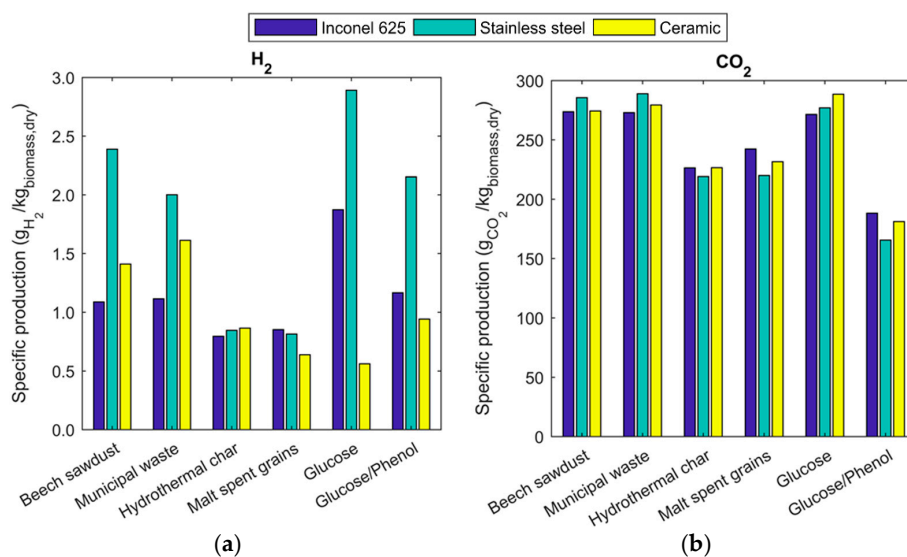 Inconel 625 Stainless steel Ceramic
H2
Specific production (gH2/kgbiomass,dry)
3.0
2.5
2.0
1.5
1.0
0.5
0.0
Beech sawdust
Municipal waste
Hydrothermal char
Malt spent grains
Glucose
Glucose/Phenol
(a)
CO2
Specific production (gCO2/kgbiomass,dry)
300
250
200
150
100
50
0
Beech sawdust
Municipal waste
Hydrothermal char
Malt spent grains
Glucose
Glucose/Phenol
(b)